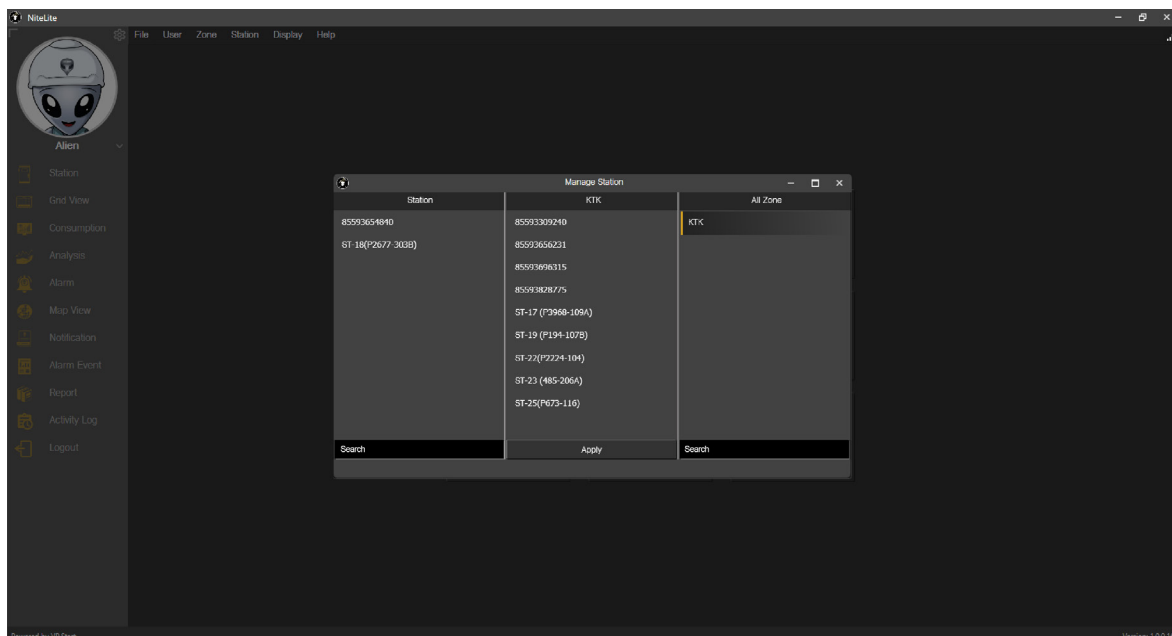 NiteLite
File User Zone Station Display Help
Alien
Station
Grid View
Consumption
Analysis
Alarm
Map View
Notification
Alarm Event
Report
Activity Log
Logout
Manage Station
Station KTK All Zone
85593654840 85593309240 KTK
ST-18(P2677-303B) 85593656231
85593696315
85593828775
ST-17 (P3968-109A)
ST-19 (P194-107B)
ST-22(P2224-104)
ST-23 (485-206A)
ST-25(P673-116)
Search Apply Search